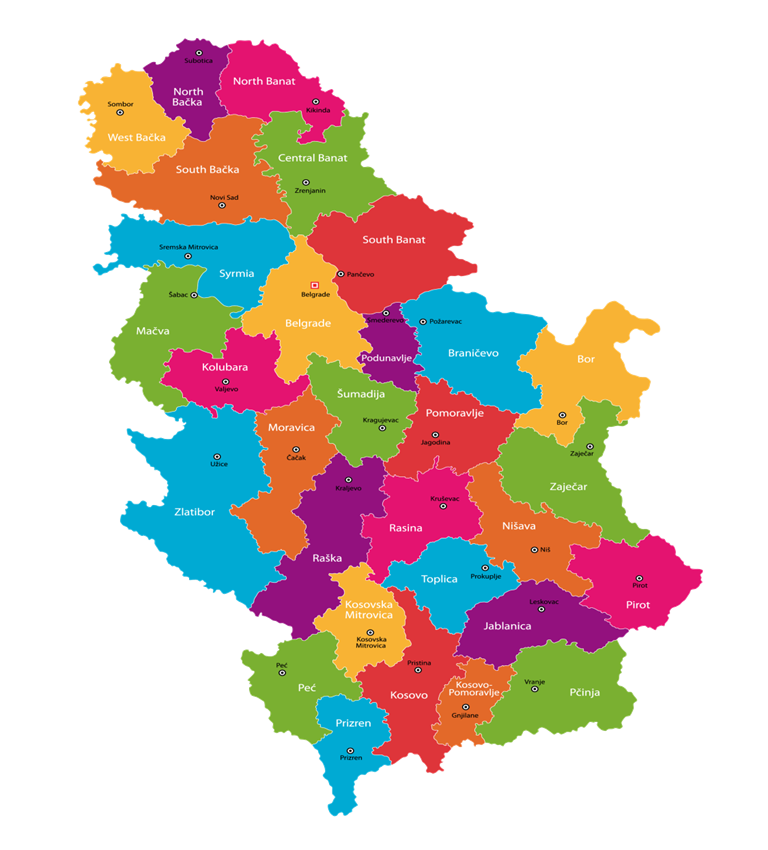 Subotica
North
Bačka
North Banat
Kikinda
Sombor
West Bačka
South Bačka
Novi Sad
Central Banat
Zrenjanin
Sremska Mitrovica
Syrmia
South Banat
Pančevo
Šabac
Mačva
Belgrade
Belgrade
Smederevo
Podunavlje
Požarevac
Braničevo
Bor
Bor
Kolubara
Valjevo
Šumadija
Kragujevac
Pomoravlje
Jagodina
Zaječar
Zaječar
Moravica
Čačak
Užice
Zlatibor
Kraljevo
Raška
Kruševac
Rasina
Nišava
Niš
Toplica
Prokuplje
Pirot
Pirot
Leskovac
Jablanica
Kosovska
Mitrovica
Kosovska
Mitrovica
Peć
Peć
Pristina
Kosovo
Kosovo-
Pomoravlje
Gnjilane
Vranje
Pčinja
Prizren
Prizren